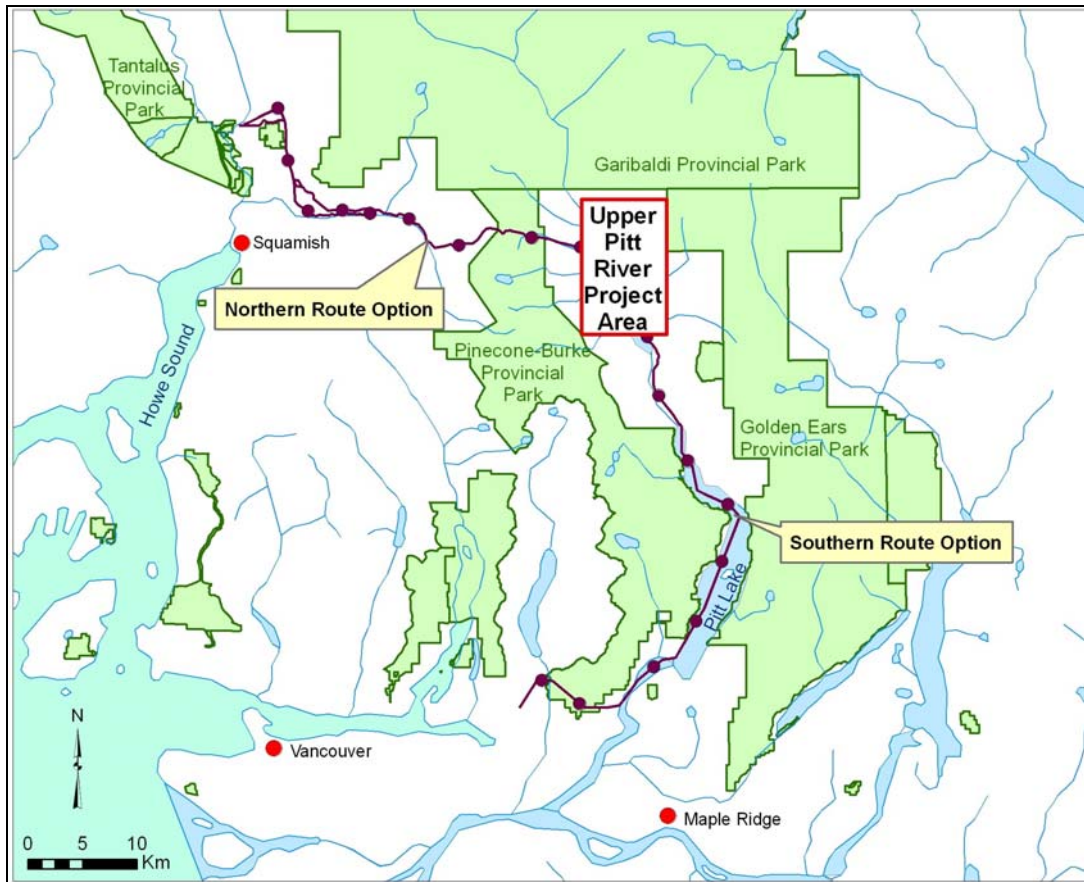 Tantalus
Provincial
Park
Garibaldi Provincial Park
Upper
Pitt
River
Project
Area
Squamish
Northern Route Option
Howe Sound
Pinecone-Burke
Provincial
Park
Golden Ears
Provincial Park
Southern Route Option
Pitt Lake
N
Vancouver
Maple Ridge
0 5 10
Km